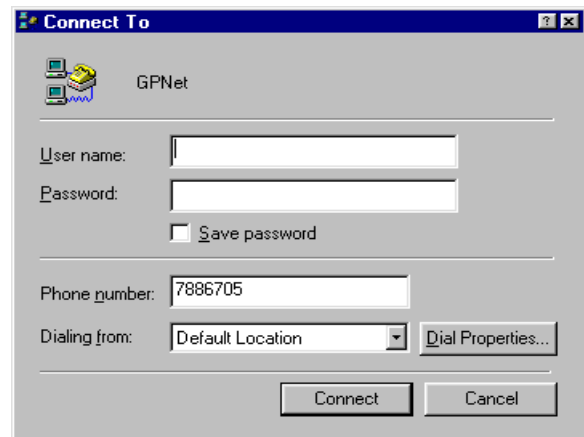 Connect To
GPNet
User name:
Password:
Save password
Phone number: 7886705
Dialing from: Default Location Dial Properties...
Connect Cancel